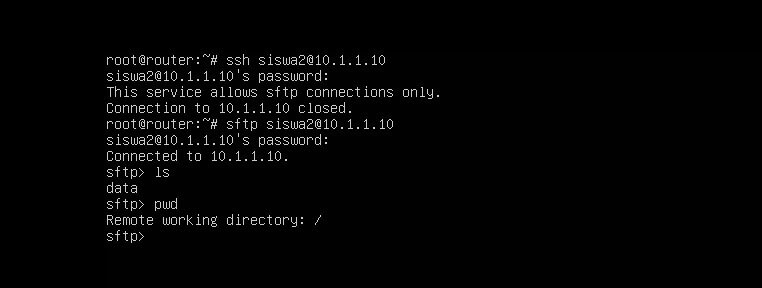 root@router:~# ssh siswa2@10.1.1.10
siswa2@10.1.1.10's password:
This service allows sftp connections only.
Connection to 10.1.1.10 closed.
root@router:~# sftp siswa2@10.1.1.10
siswa2@10.1.1.10's password:
Connected to 10.1.1.10.
sftp> ls
data
sftp> pwd
Remote working directory: /
sftp>